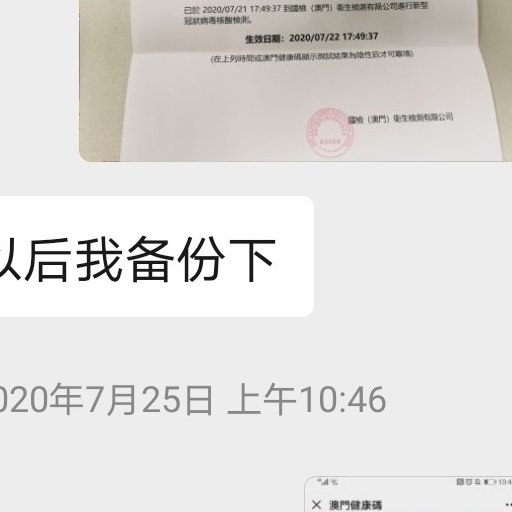 已於 2020/07/21 17:49:37 到國檢（澳門）衛生檢測有限公司進行新型
冠狀病毒核酸檢測。
生效日期：2020/07/22 17:49:37
(在上列時間或澳門健康碼顯示測試結果為陰性后才可離境)
國檢（澳門）衛生檢測有限公司
以后我备份下
020年7月25日 上午10:46
10:4
澳門健康碼